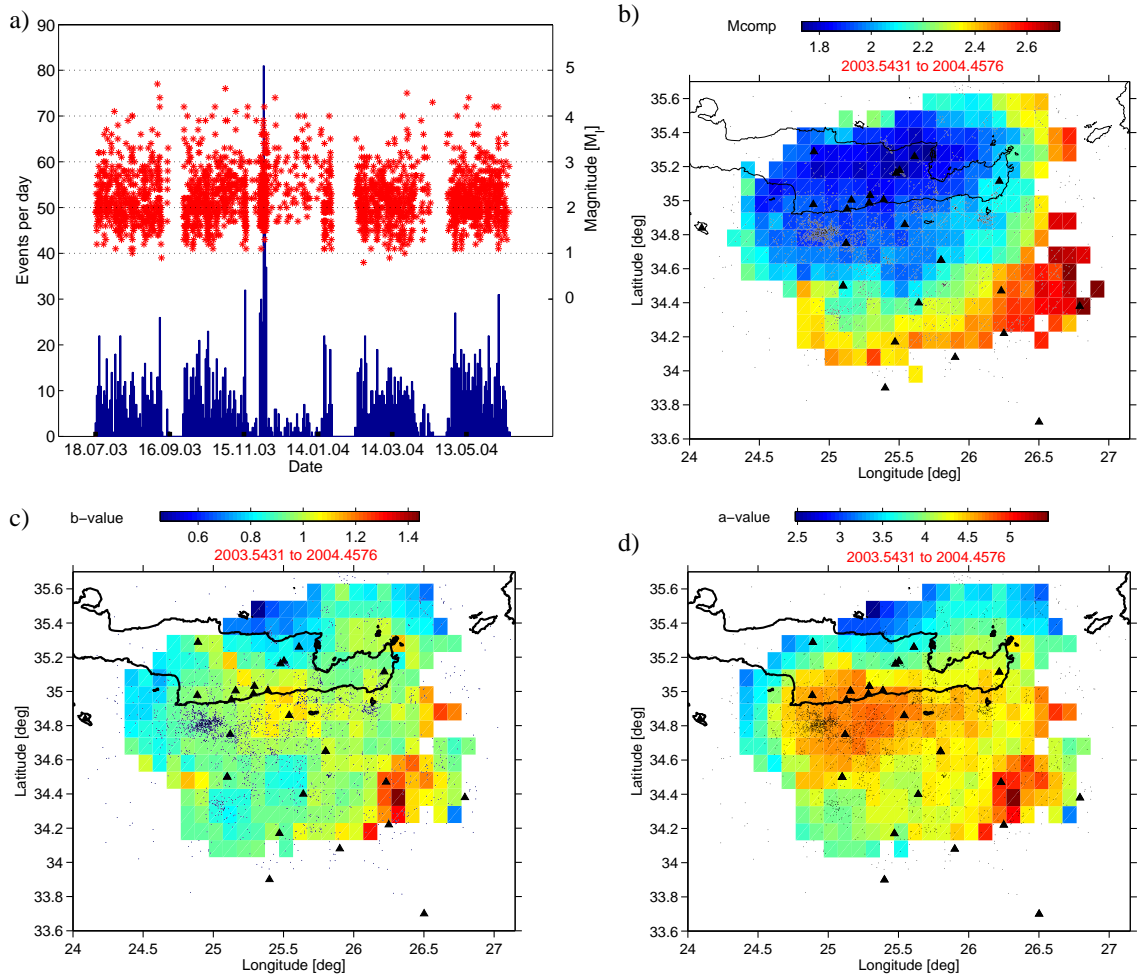 a)
90
80
70
60
50
40
30
20
10
0
Events per day
5
4
3
2
1
0
Magnitude [Ml]
18.07.03 16.09.03 15.11.03 14.01.04 14.03.04 13.05.04
Date
b)
Mcomp
1.8 2 2.2 2.4 2.6
2003.5431 to 2004.4576
35.6
35.4
35.2
35
34.8
34.6
34.4
34.2
34
33.8
33.6
Latitude [deg]
24 24.5 25 25.5 26 26.5 27
Longitude [deg]
c)
b-value
0.6 0.8 1 1.2 1.4
2003.5431 to 2004.4576
35.6
35.4
35.2
35
34.8
34.6
34.4
34.2
34
33.8
33.6
Latitude [deg]
24 24.5 25 25.5 26 26.5 27
Longitude [deg]
d)
a-value
2.5 3 3.5 4 4.5 5
2003.5431 to 2004.4576
35.6
35.4
35.2
35
34.8
34.6
34.4
34.2
34
33.8
33.6
Latitude [deg]
24 24.5 25 25.5 26 26.5 27
Longitude [deg]